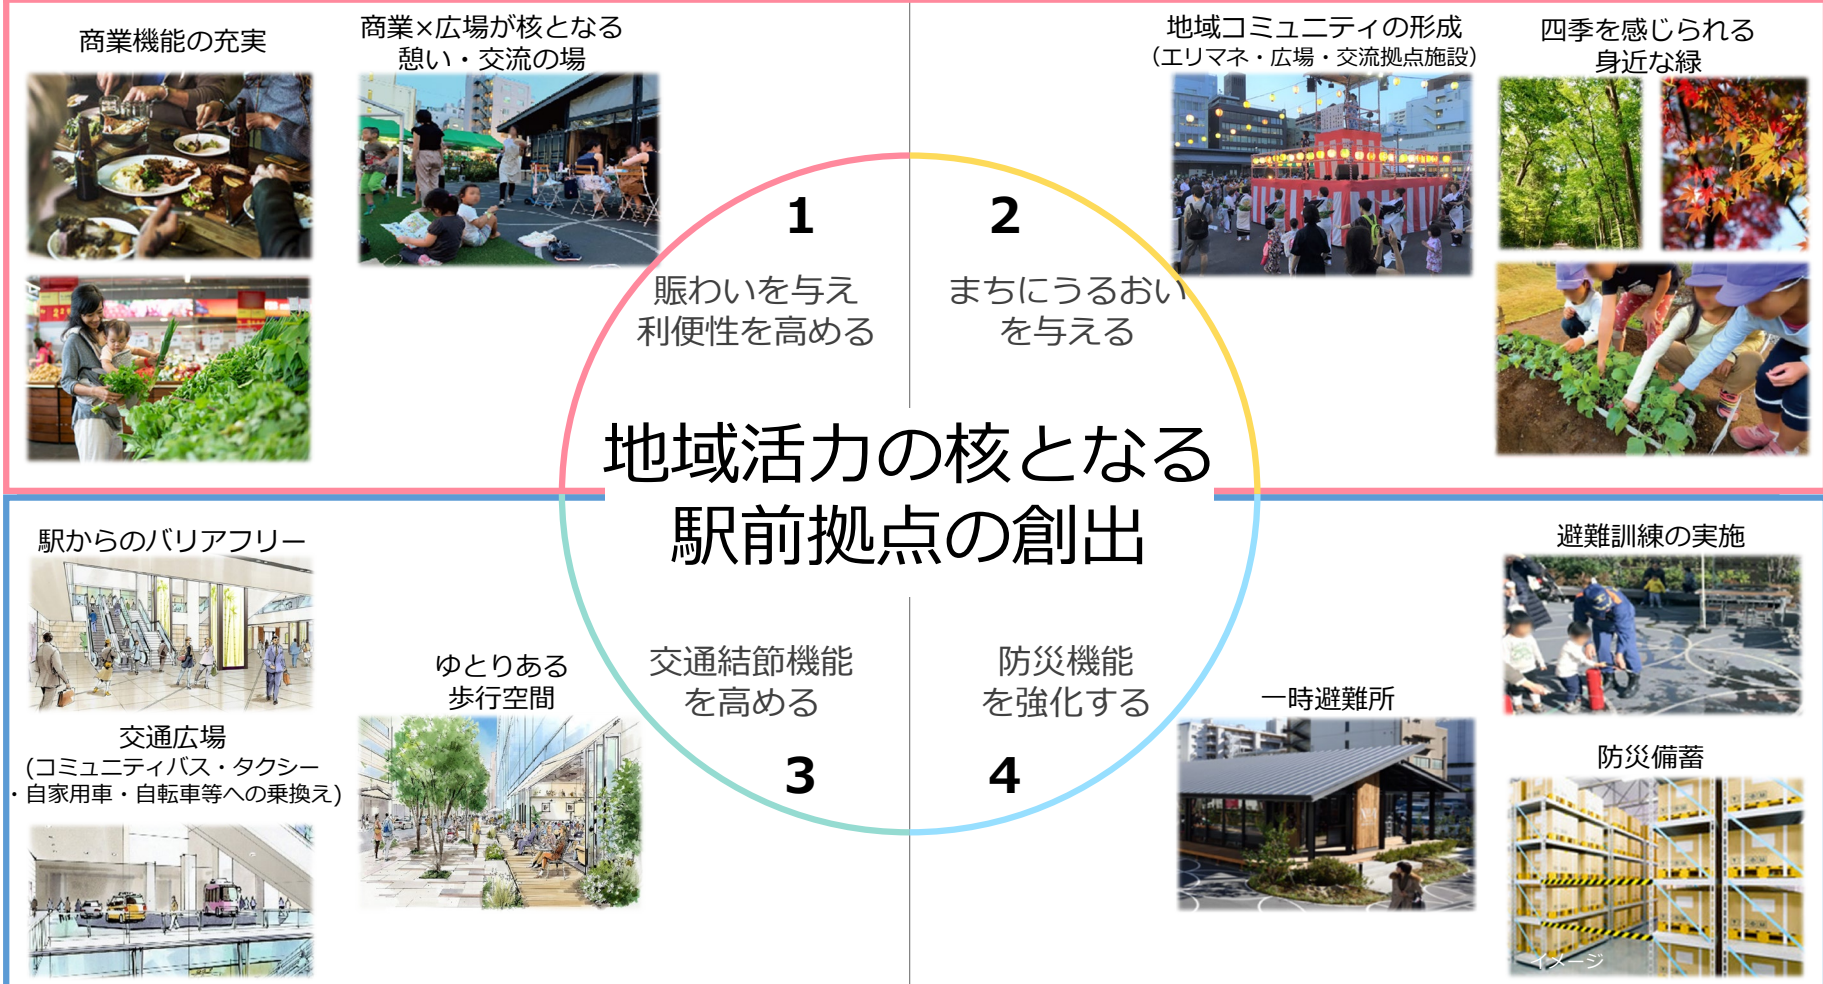 商業機能の充実
商業×広場が核となる
憩い・交流の場
1
賑わいを与え
利便性を高める
地域コミュニティの形成
(エリマネ・広場・交流拠点施設)
四季を感じられる
身近な緑
2
まちにうるおい
を与える
地域活力の核となる
駅前拠点の創出
駅からのバリアフリー
交通広場
(コミュニティバス・タクシー
・自家用車・自転車等への乗換え)
ゆとりある
歩行空間
交通結節機能
を高める
3
防災機能
を強化する
4
一時避難所
避難訓練の実施
防災備蓄
イメージ